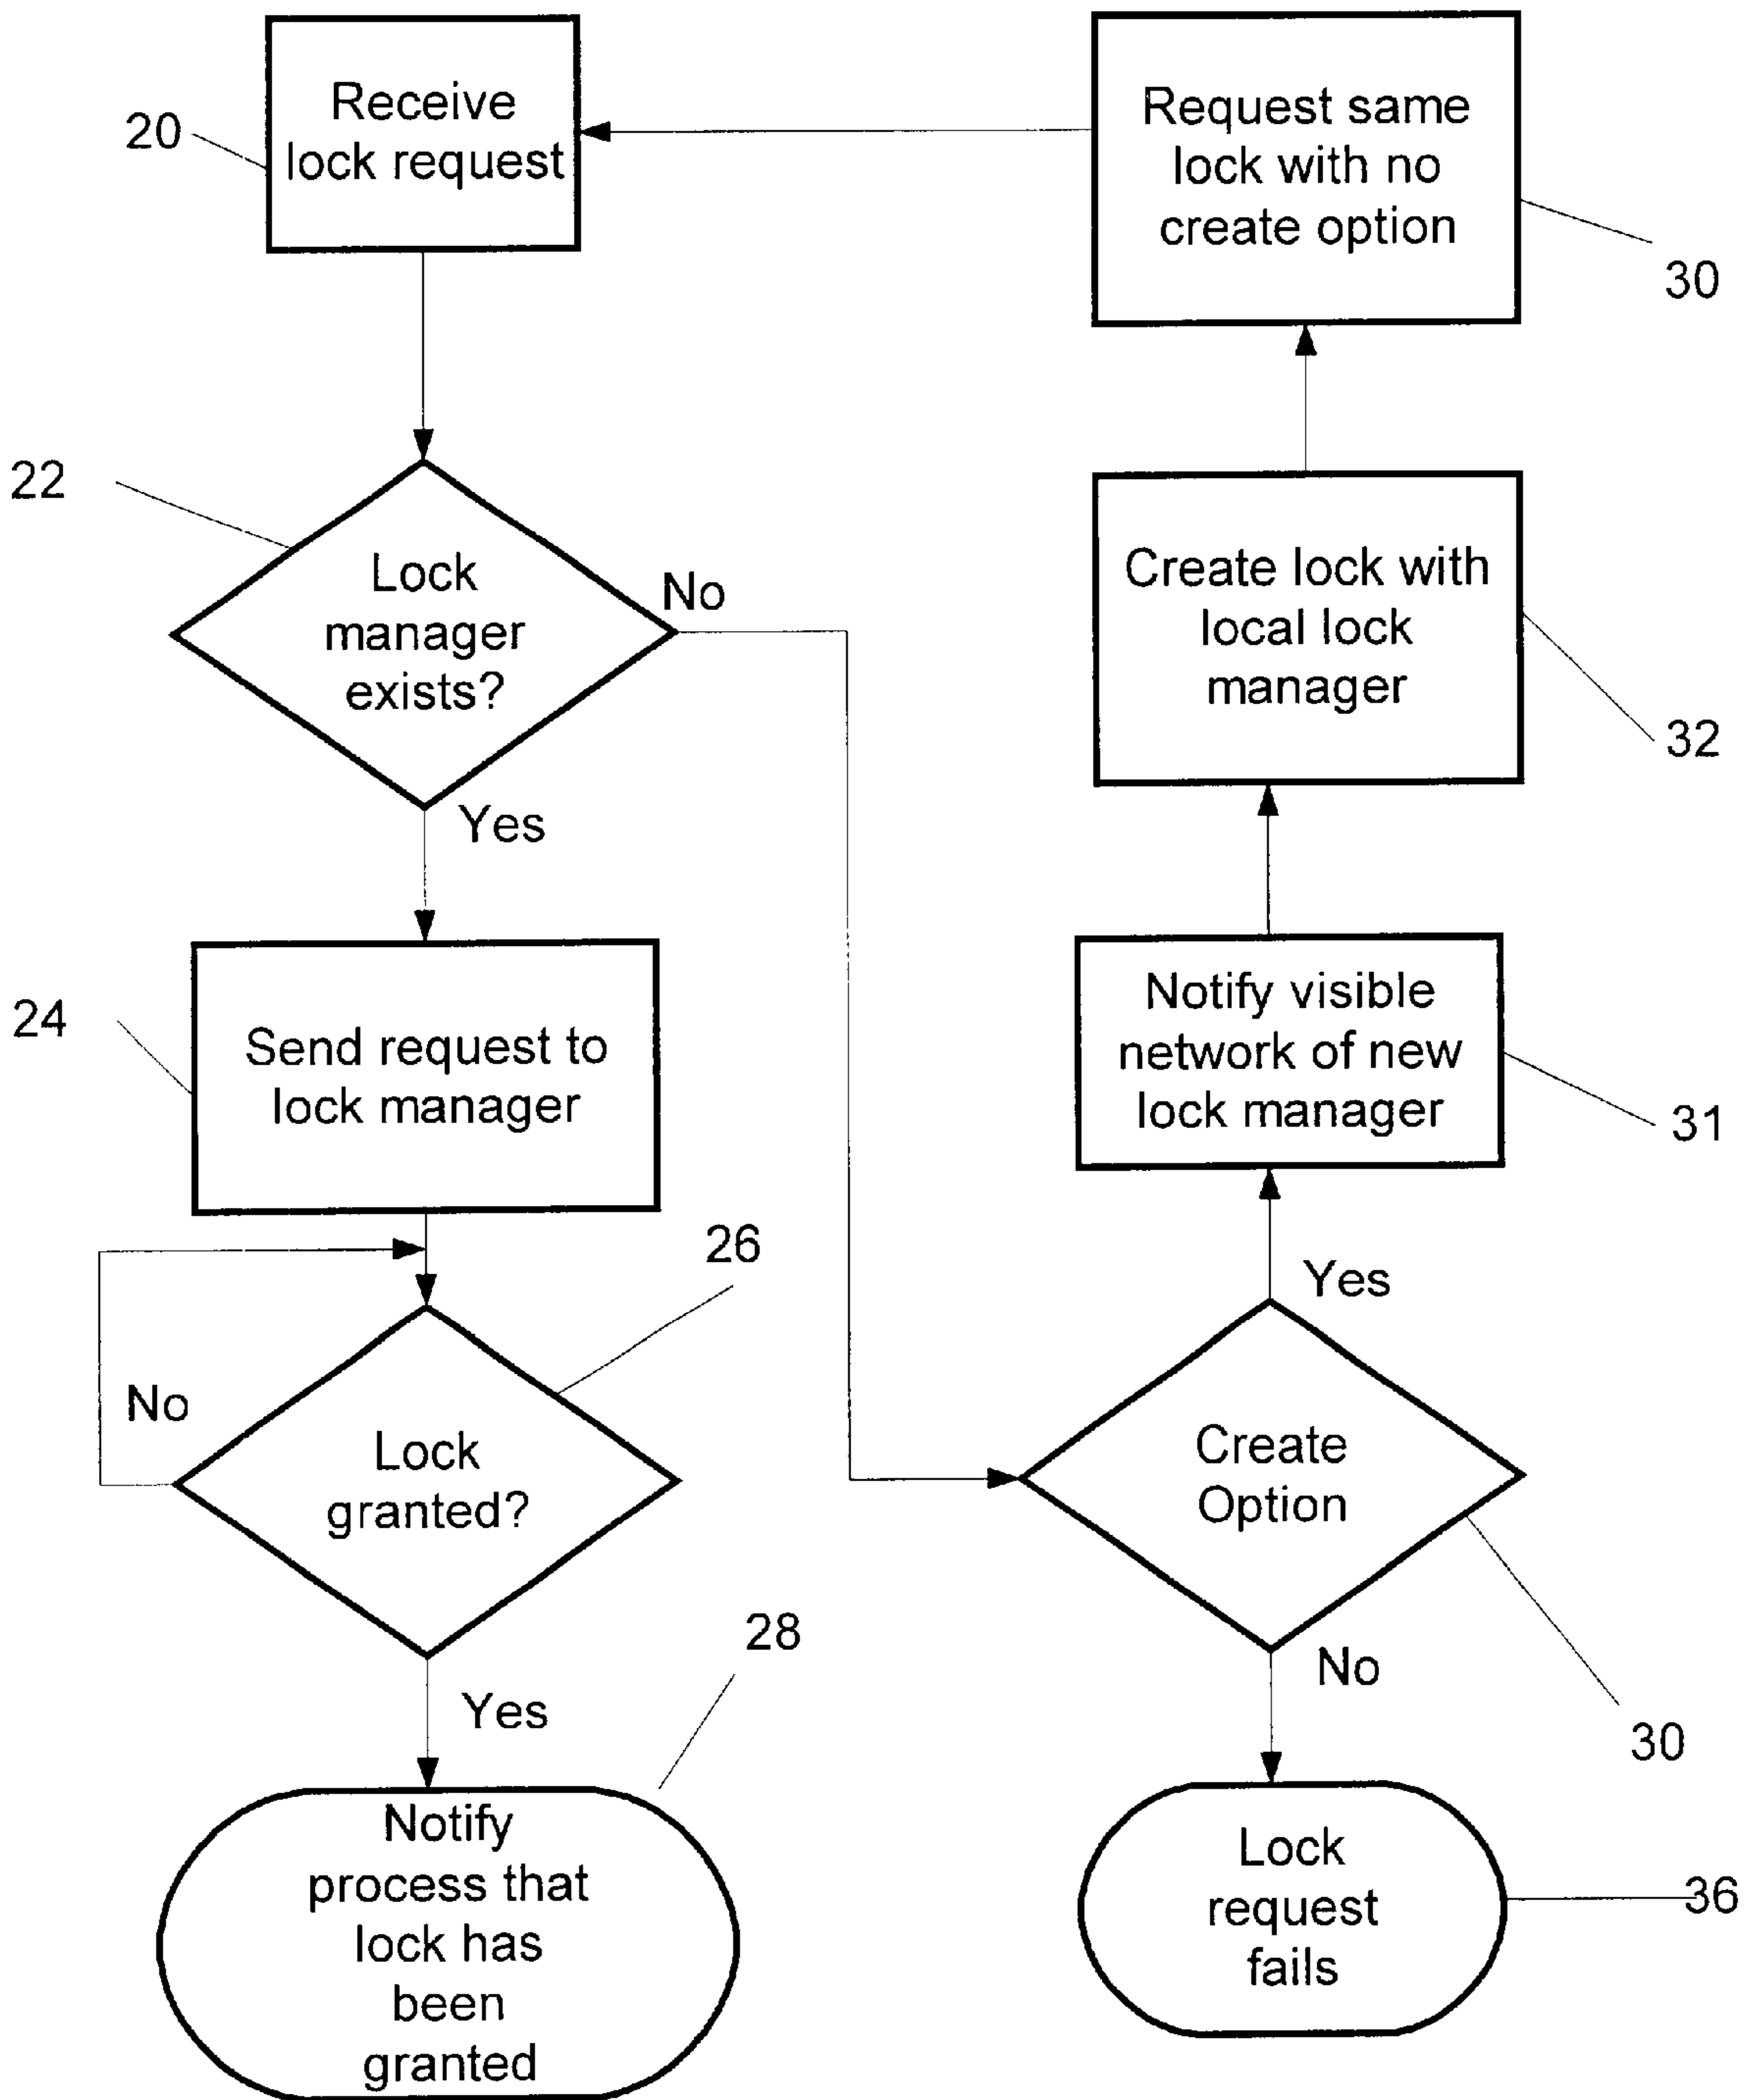 Receive
lock request
20
Request same
lock with no
create option
30
22
Lock
manager
exists?
No
Yes
Create lock with
local lock
manager
32
24
Send request to
lock manager
Notify visible
network of new
lock manager
31
26
No
Lock
granted?
Yes
Yes
Create
Option
30
No
28
Notify
process that
lock has
been
granted
Lock
request
fails
36